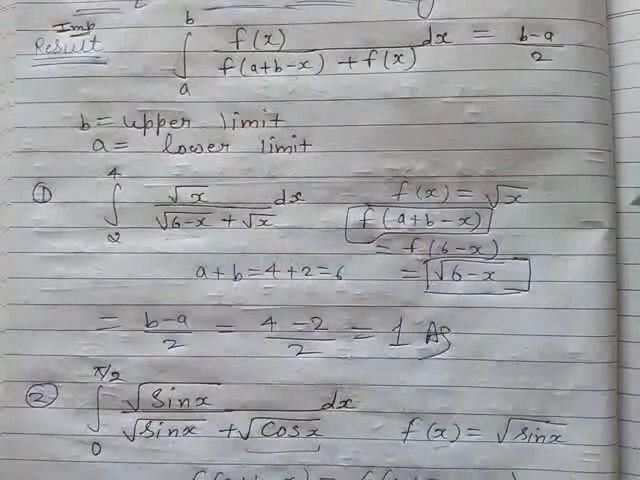 Imp
Result ∫_a^b f(x)/(f(a+b-x) + f(x)) dx = (b-a)/2
b = upper limit
a = lower limit
① ∫_2^4 √x/(√(6-x) + √x) dx f(x) = √x
f(a+b-x)
= f(6-x)
a+b = 4+2 = 6 = √(6-x)
= (b-a)/2 = (4-2)/2 = 1 As
② ∫_0^(π/2) √(sinx)/(√(sinx) + √(cosx)) dx f(x) = √(sinx)